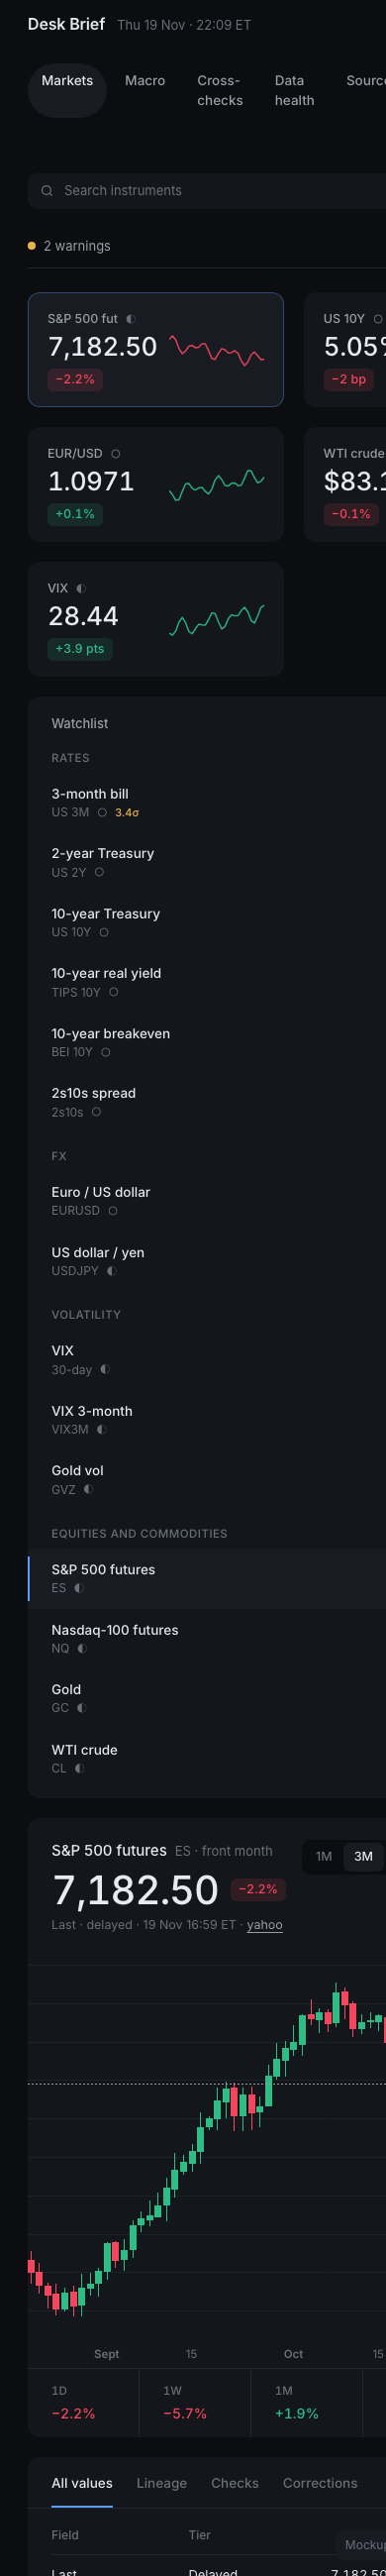 Desk Brief Thu 19 Nov · 22:09 ET
Markets Macro Cross-checks Data health
Search instruments
2 warnings
S&P 500 fut
7,182.50
−2.2%
US 10Y
−2 bp
EUR/USD
1.0971
+0.1%
WTI crude
−0.1%
VIX
28.44
+3.9 pts
Watchlist
RATES
3-month bill
US 3M 3.4σ
2-year Treasury
US 2Y
10-year Treasury
US 10Y
10-year real yield
TIPS 10Y
10-year breakeven
BEI 10Y
2s10s spread
2s10s
FX
Euro / US dollar
EURUSD
US dollar / yen
USDJPY
VOLATILITY
VIX
30-day
VIX 3-month
VIX3M
Gold vol
GVZ
EQUITIES AND COMMODITIES
S&P 500 futures
ES
Nasdaq-100 futures
NQ
Gold
GC
WTI crude
CL
S&P 500 futures ES · front month
1M 3M
7,182.50 −2.2%
Last · delayed · 19 Nov 16:59 ET · yahoo
Sept 15 Oct 15
1D 1W 1M
−2.2% −5.7% +1.9%
All values Lineage Checks Corrections
Field Tier
Last Delayed